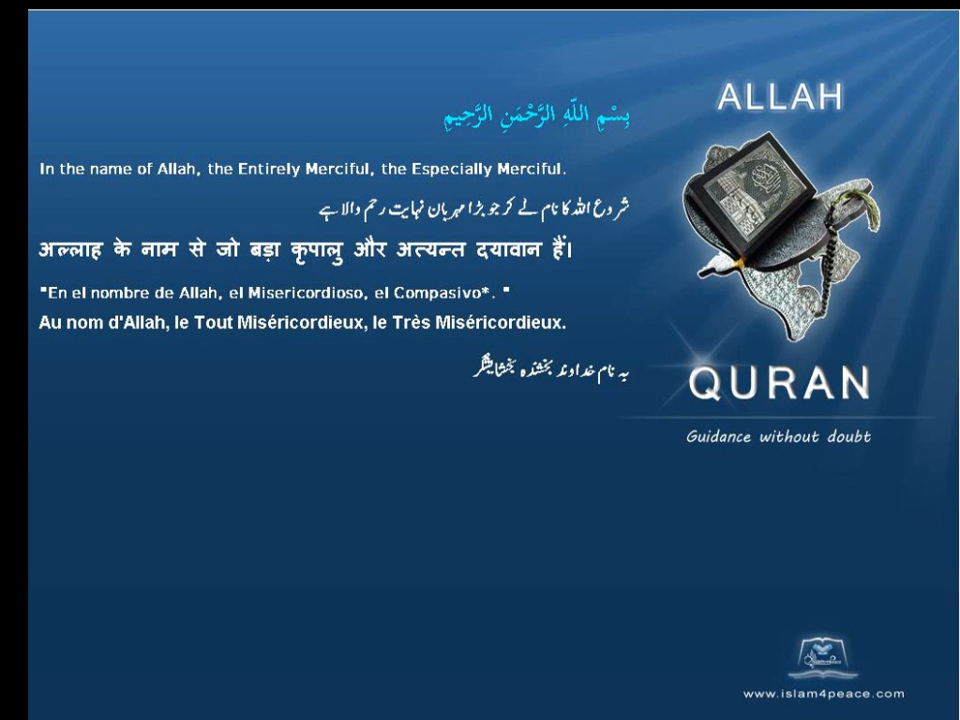 بِسْمِ اللَّهِ الرَّحْمَنِ الرَّحِيمِ
In the name of Allah, the Entirely Merciful, the Especially Merciful.
شروع الله کا نام لے کر جو بڑا مہربان نہایت رحم والا ہے
अल्लाह के नाम से जो बड़ा कृपालु और अत्यन्त दयावान हैं।
"En el nombre de Allah, el Misericordioso, el Compasivo*. "
Au nom d'Allah, le Tout Miséricordieux, le Très Miséricordieux.
به نام خداوند بخشنده بخشایشگر
ALLAH
QURAN
Guidance without doubt
www.islam4peace.com